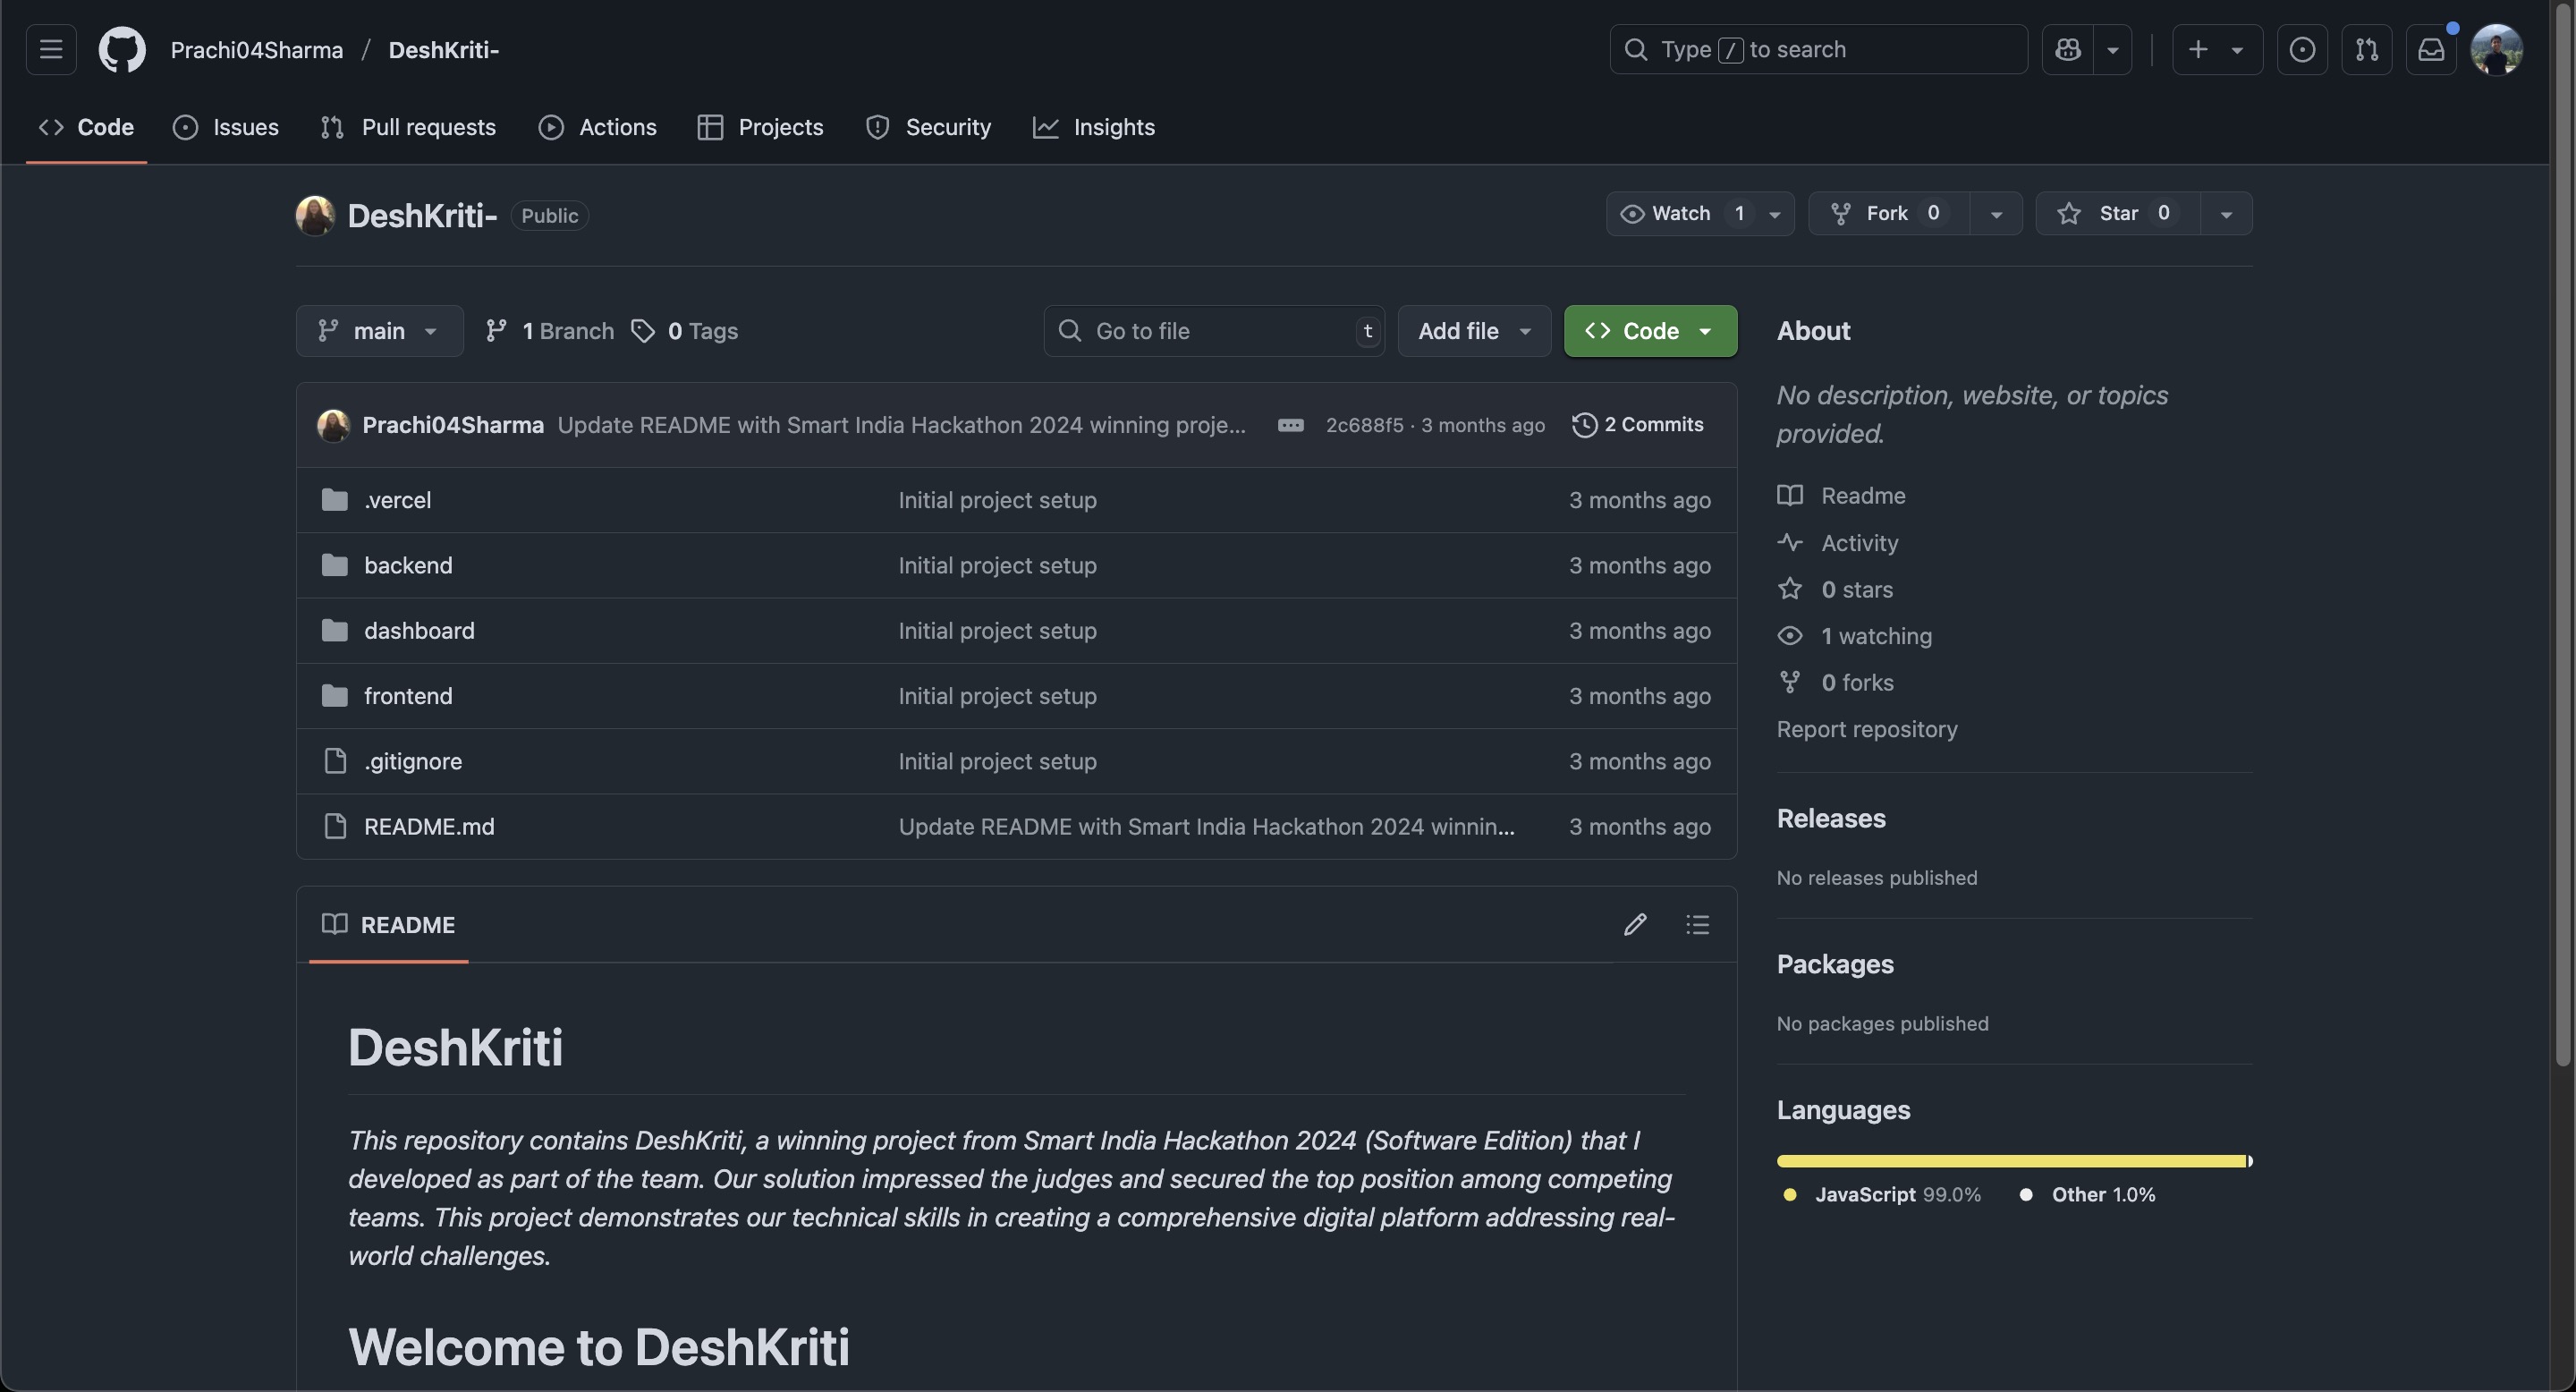 Prachi04Sharma / DeshKriti-
Type / to search
Code
Issues
Pull requests
Actions
Projects
Security
Insights
DeshKriti- Public
Watch 1
Fork 0
Star 0
main
1 Branch
0 Tags
Go to file t
Add file
Code
Prachi04Sharma Update README with Smart India Hackathon 2024 winning proje... 2c688f5 · 3 months ago 2 Commits
.vercel Initial project setup 3 months ago
backend Initial project setup 3 months ago
dashboard Initial project setup 3 months ago
frontend Initial project setup 3 months ago
.gitignore Initial project setup 3 months ago
README.md Update README with Smart India Hackathon 2024 winnin... 3 months ago
README
DeshKriti
This repository contains DeshKriti, a winning project from Smart India Hackathon 2024 (Software Edition) that I
developed as part of the team. Our solution impressed the judges and secured the top position among competing
teams. This project demonstrates our technical skills in creating a comprehensive digital platform addressing real-
world challenges.
Welcome to DeshKriti
About
No description, website, or topics
provided.
Readme
Activity
0 stars
1 watching
0 forks
Report repository
Releases
No releases published
Packages
No packages published
Languages
JavaScript 99.0% Other 1.0%